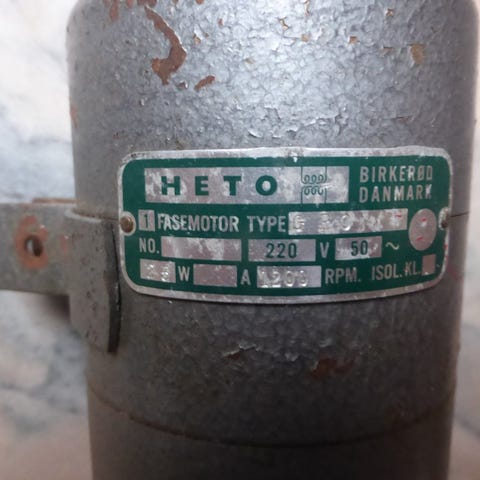 HETO
BIRKERØD
DANMARK
1 FASEMOTOR TYPE
NO. 220 V 50 ~
W A RPM. ISOL.KL.